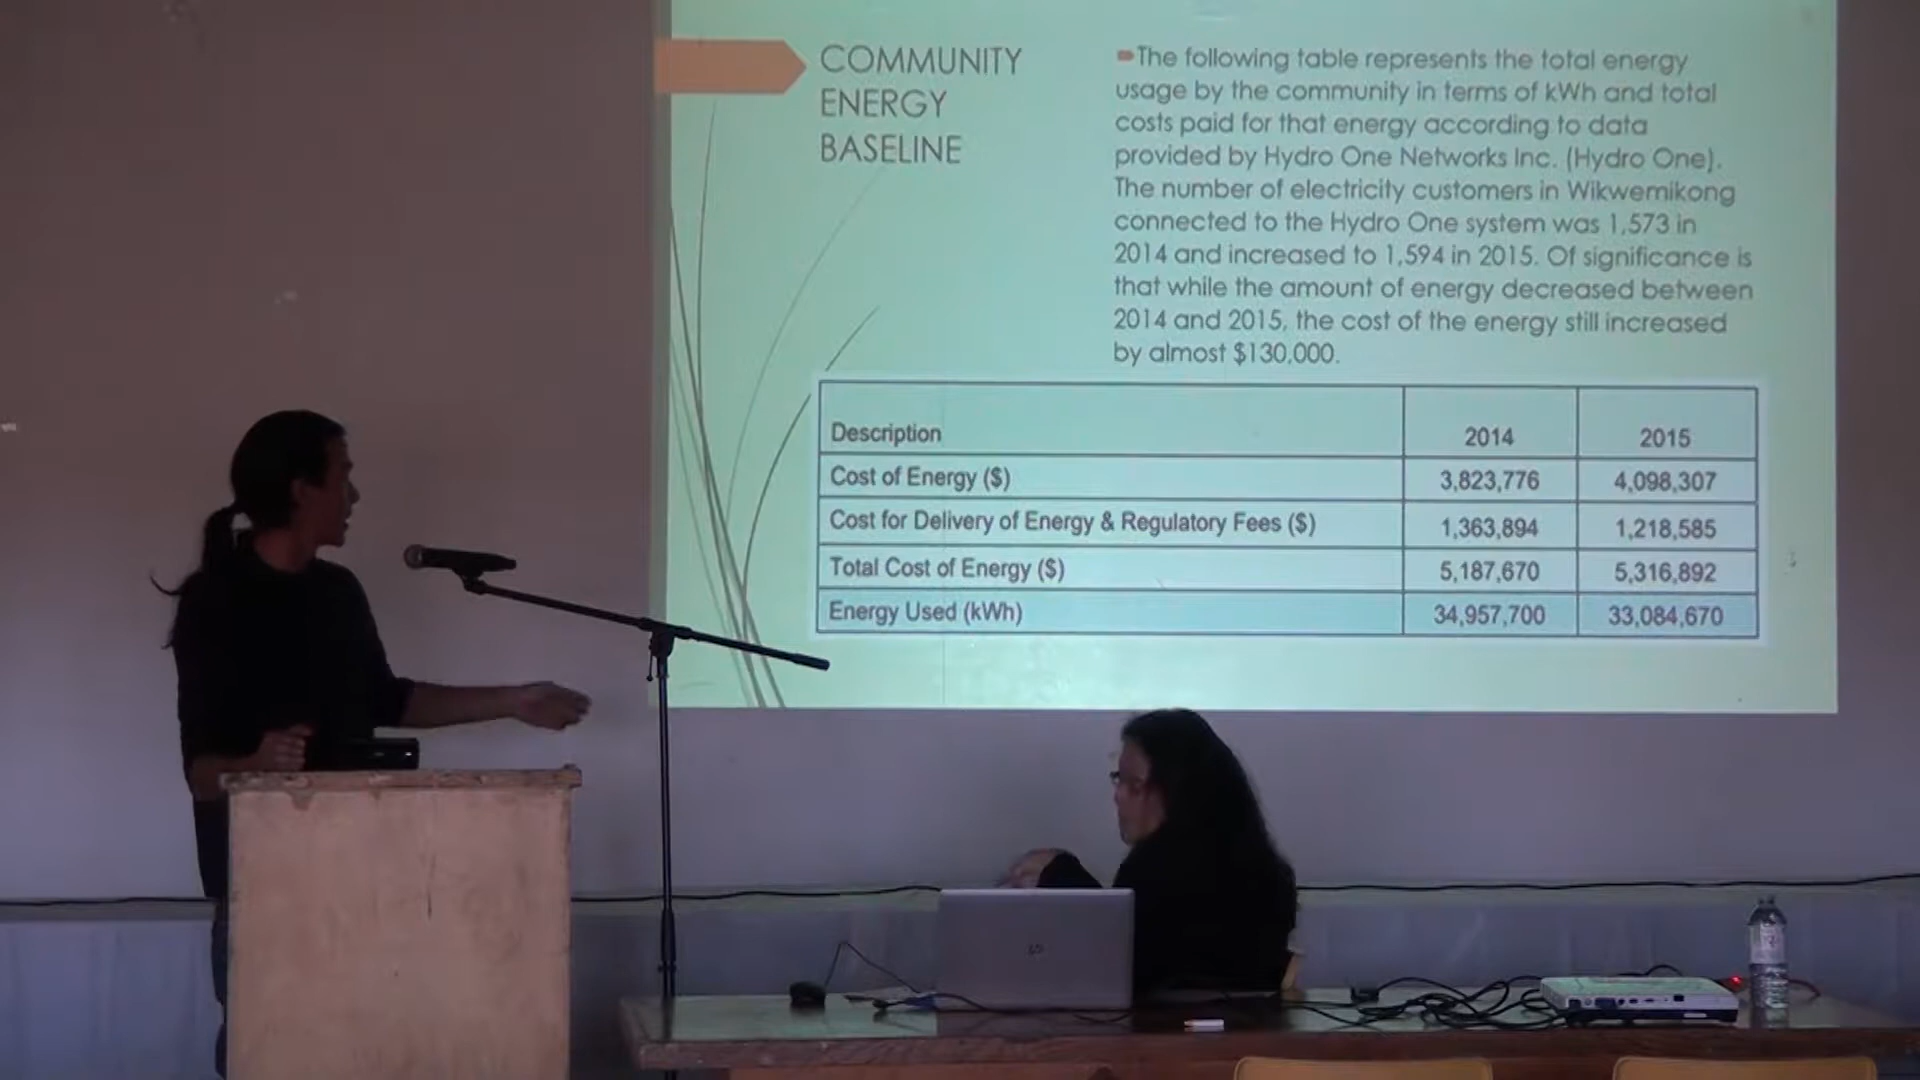 COMMUNITY
ENERGY
BASELINE
The following table represents the total energy
usage by the community in terms of kWh and total
costs paid for that energy according to data
provided by Hydro One Networks Inc. (Hydro One).
The number of electricity customers in Wikwemikong
connected to the Hydro One system was 1,573 in
2014 and increased to 1,594 in 2015. Of significance is
that while the amount of energy decreased between
2014 and 2015, the cost of the energy still increased
by almost $130,000.
Description 2014 2015
Cost of Energy ($) 3,823,776 4,098,307
Cost for Delivery of Energy & Regulatory Fees ($) 1,363,894 1,218,585
Total Cost of Energy ($) 5,187,670 5,316,892
Energy Used (kWh) 34,957,700 33,084,670
hp